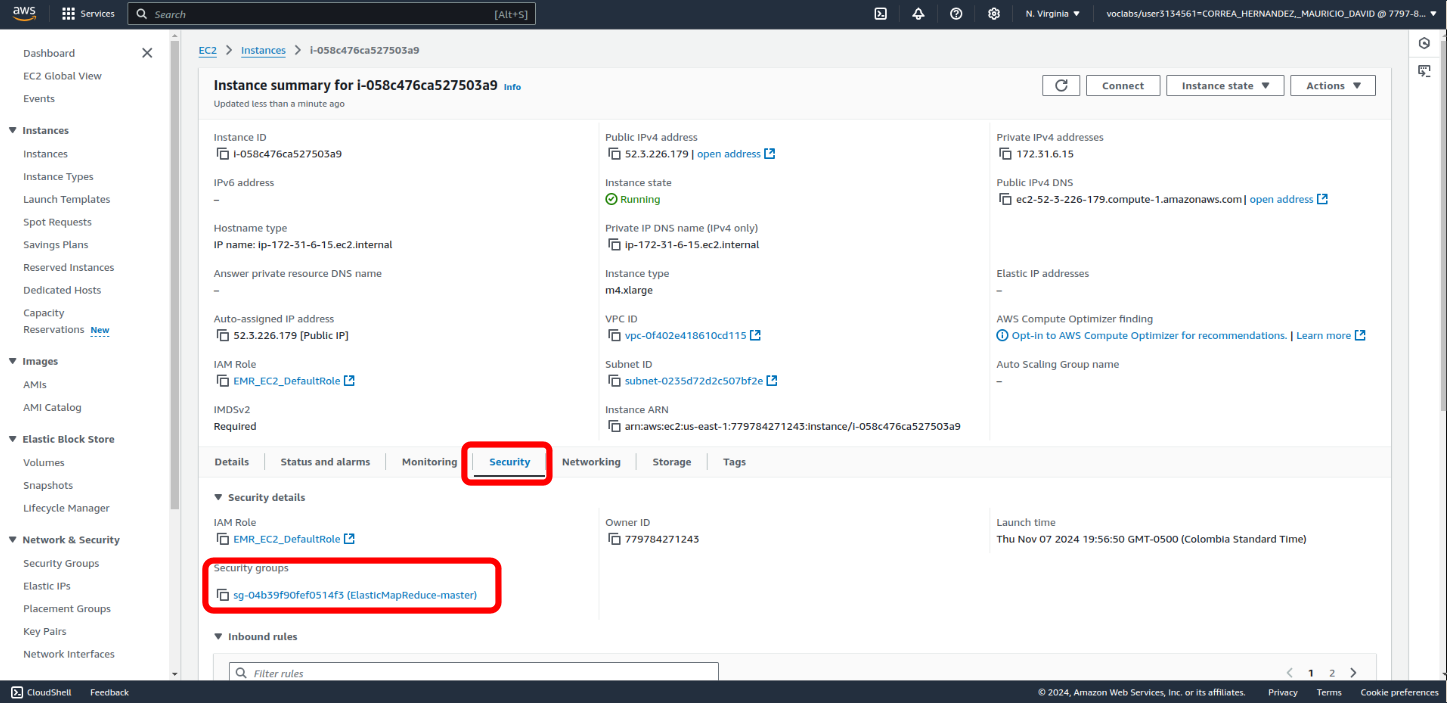 aws
Services
Search
[Alt+S]
N. Virginia
voclabs/user3134561=CORREA_HERNANDEZ,_MAURICIO_DAVID @ 7797-8...
Dashboard
EC2 Global View
Events
Instances
Instances
Instance Types
Launch Templates
Spot Requests
Savings Plans
Reserved Instances
Dedicated Hosts
Capacity
Reservations New
Images
AMIs
AMI Catalog
Elastic Block Store
Volumes
Snapshots
Lifecycle Manager
Network & Security
Security Groups
Elastic IPs
Placement Groups
Key Pairs
Network Interfaces
EC2 > Instances > i-058c476ca527503a9
Instance summary for i-058c476ca527503a9 Info
Updated less than a minute ago
Connect
Instance state
Actions
Instance ID
i-058c476ca527503a9
Public IPv4 address
52.3.226.179 | open address
Private IPv4 addresses
172.31.6.15
IPv6 address
–
Instance state
Running
Public IPv4 DNS
ec2-52-3-226-179.compute-1.amazonaws.com | open address
Hostname type
IP name: ip-172-31-6-15.ec2.internal
Private IP DNS name (IPv4 only)
ip-172-31-6-15.ec2.internal
Answer private resource DNS name
–
Instance type
m4.xlarge
Elastic IP addresses
–
Auto-assigned IP address
52.3.226.179 [Public IP]
VPC ID
vpc-0f402e418610cd115
AWS Compute Optimizer finding
Opt-in to AWS Compute Optimizer for recommendations. | Learn more
IAM Role
EMR_EC2_DefaultRole
Subnet ID
subnet-0235d72d2c507bf2e
Auto Scaling Group name
–
IMDSv2
Required
Instance ARN
arn:aws:ec2:us-east-1:779784271243:instance/i-058c476ca527503a9
Details
Status and alarms
Monitoring
Security
Networking
Storage
Tags
Security details
IAM Role
EMR_EC2_DefaultRole
Owner ID
779784271243
Launch time
Thu Nov 07 2024 19:56:50 GMT-0500 (Colombia Standard Time)
Security groups
sg-04b39f90fef0514f3 (ElasticMapReduce-master)
Inbound rules
Filter rules
1 2
CloudShell
Feedback
© 2024, Amazon Web Services, Inc. or its affiliates.
Privacy
Terms
Cookie preferences